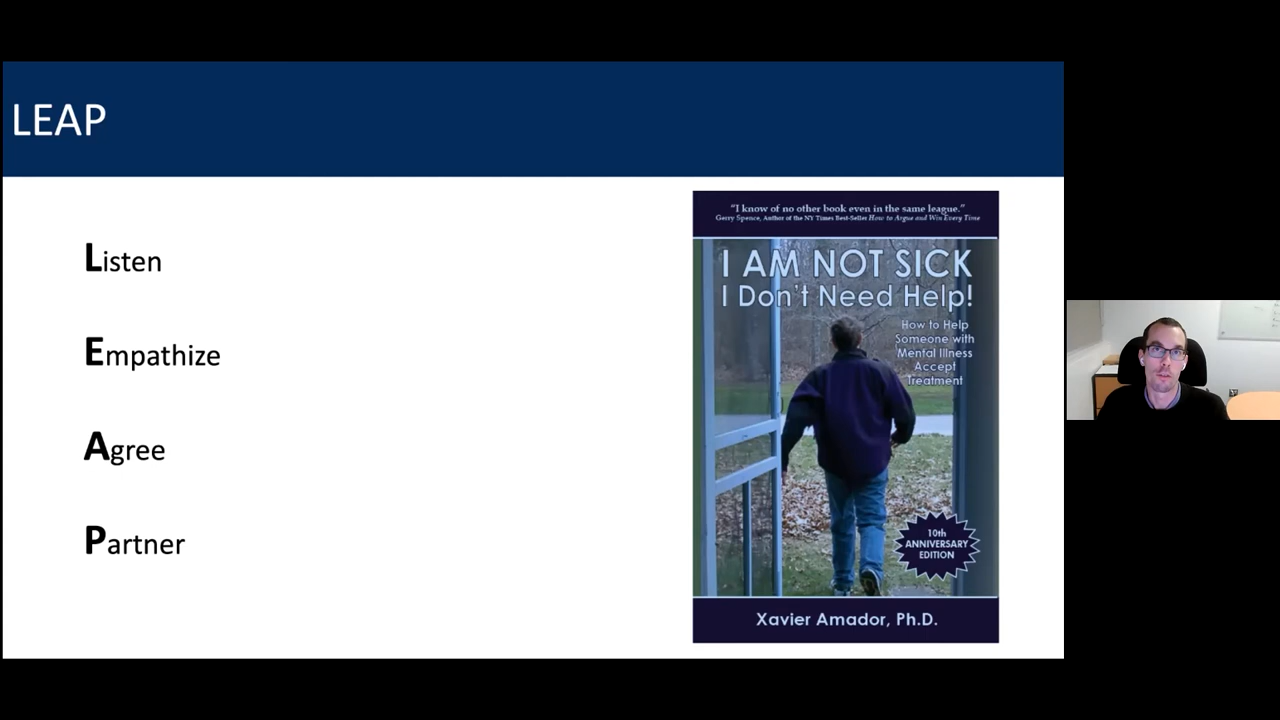 LEAP
Listen
Empathize
Agree
Partner
“I know of no other book even in the same league.”
Gerry Spence, Author of the NY Times Best-Seller How to Argue and Win Every Time
I AM NOT SICK
I Don't Need Help!
How to Help
Someone with
Mental Illness
Accept
Treatment
10th
ANNIVERSARY
EDITION
Xavier Amador, Ph.D.